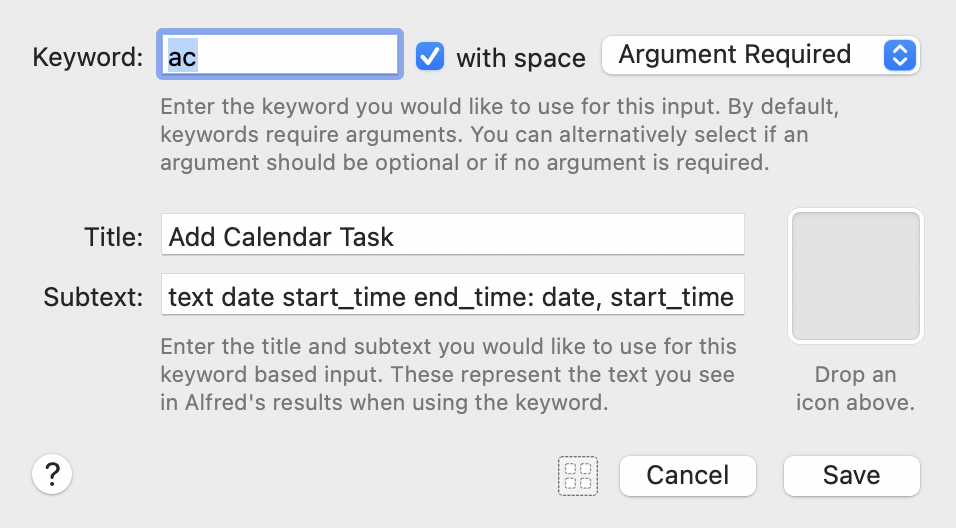 Keyword: ac with space Argument Required
Enter the keyword you would like to use for this input. By default,
keywords require arguments. You can alternatively select if an
argument should be optional or if no argument is required.
Title: Add Calendar Task
Subtext: text date start_time end_time: date, start_time
Enter the title and subtext you would like to use for this
keyword based input. These represent the text you see
in Alfred's results when using the keyword.
Drop an
icon above.
? Cancel Save